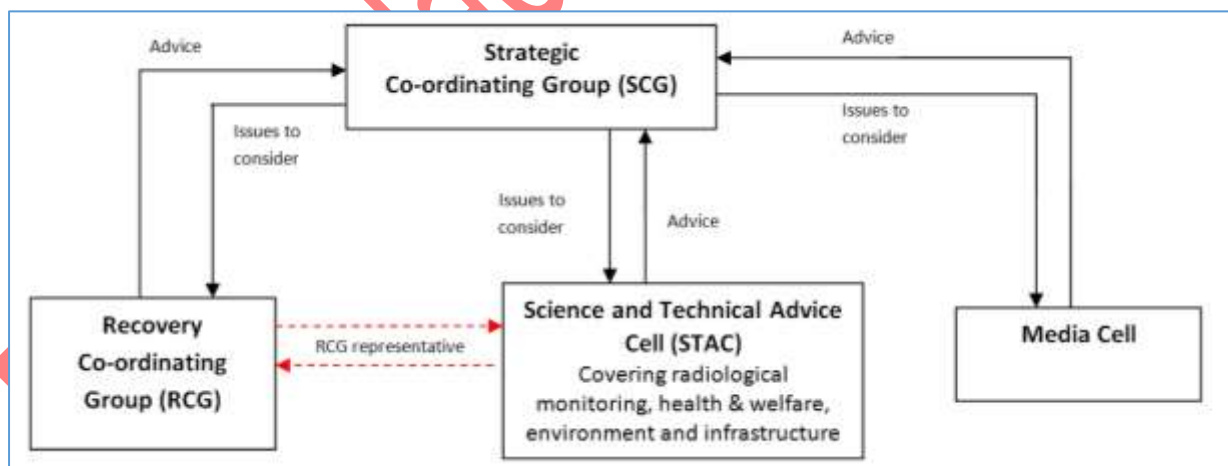 Advice
Strategic
Co-ordinating Group (SCG)
Advice
Issues to
consider
Issues to
consider
Issues to
consider
Advice
Recovery
Co-ordinating
Group (RCG)
RCG representative
Science and Technical Advice
Cell (STAC)
Covering radiological
monitoring, health & welfare,
environment and infrastructure
Media Cell